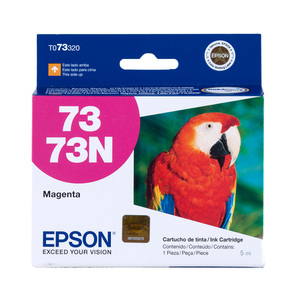 T073320
Este lado arriba
Este lado para cima
This side up
73
73N
Magenta
EPSON
EXCEED YOUR VISION
Cartucho de tinta/Ink Cartridge
Contenido/Conteúdo/Contains:
1 Pieza/Peça/Piece
5 ml